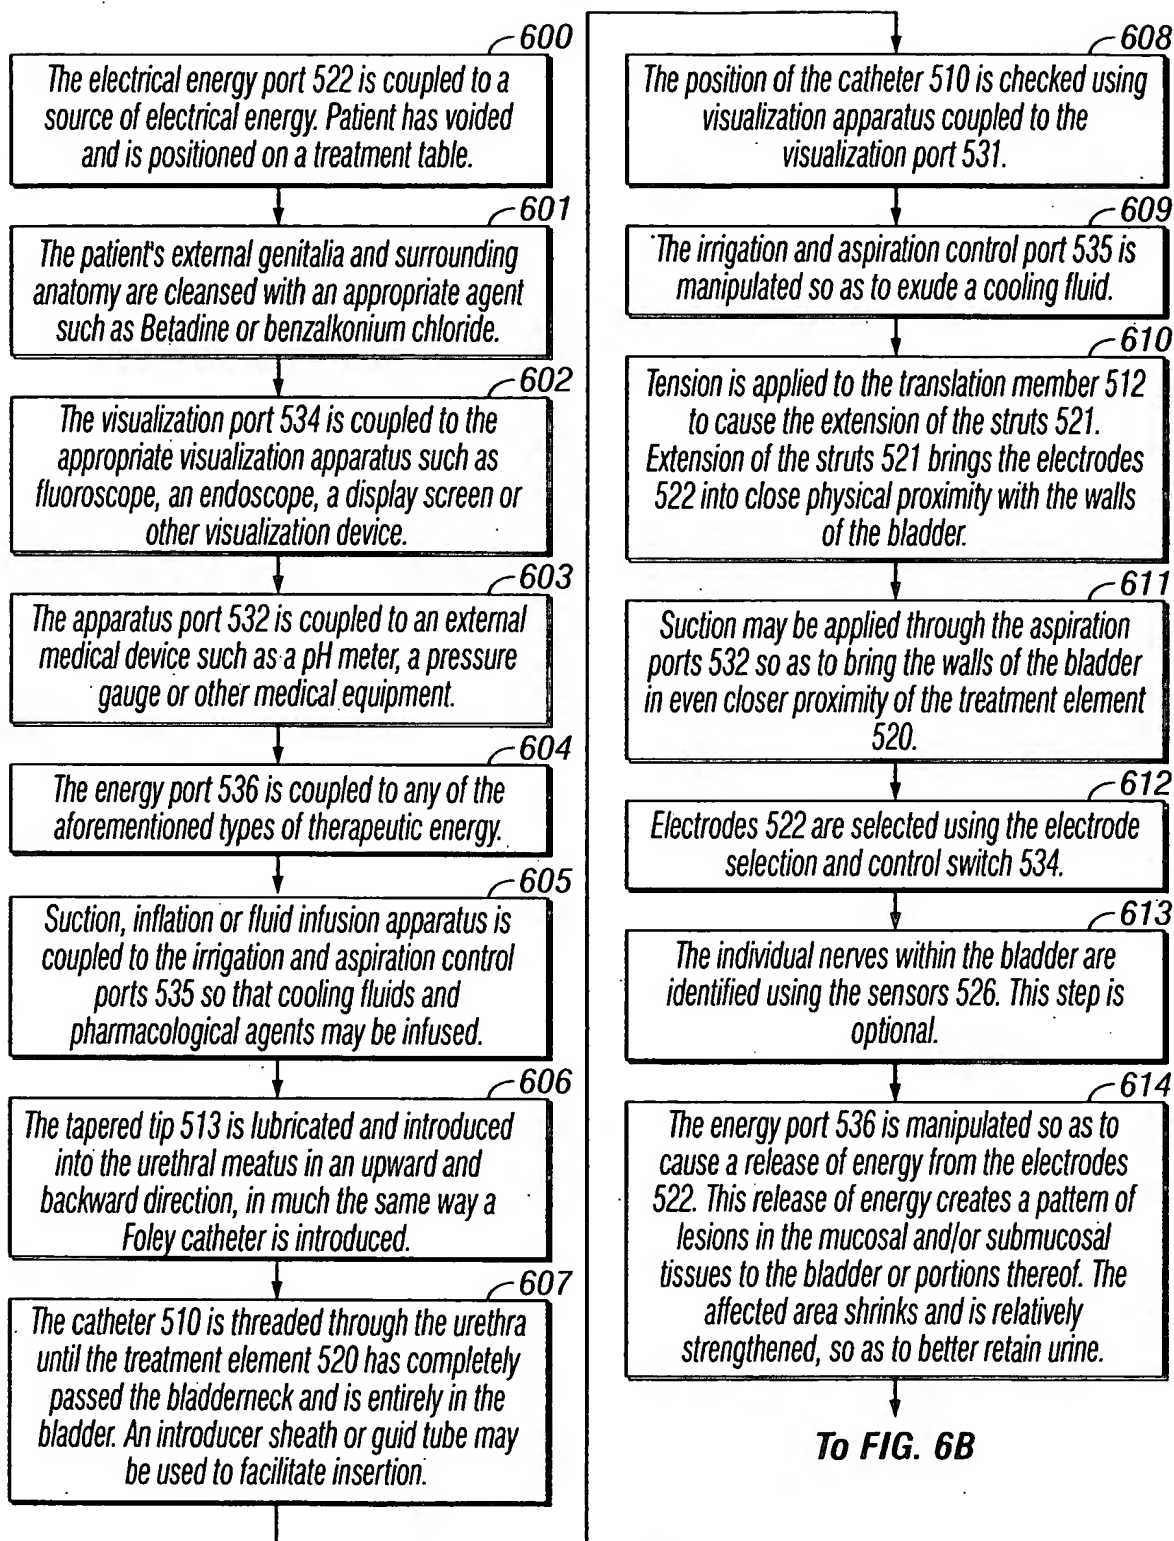 600
The electrical energy port 522 is coupled to a
source of electrical energy. Patient has voided
and is positioned on a treatment table.
601
The patient's external genitalia and surrounding
anatomy are cleansed with an appropriate agent
such as Betadine or benzalkonium chloride.
602
The visualization port 534 is coupled to the
appropriate visualization apparatus such as
fluoroscope, an endoscope, a display screen or
other visualization device.
603
The apparatus port 532 is coupled to an external
medical device such as a pH meter, a pressure
gauge or other medical equipment.
604
The energy port 536 is coupled to any of the
aforementioned types of therapeutic energy.
605
Suction, inflation or fluid infusion apparatus is
coupled to the irrigation and aspiration control
ports 535 so that cooling fluids and
pharmacological agents may be infused.
606
The tapered tip 513 is lubricated and introduced
into the urethral meatus in an upward and
backward direction, in much the same way a
Foley catheter is introduced.
607
The catheter 510 is threaded through the urethra
until the treatment element 520 has completely
passed the bladderneck and is entirely in the
bladder. An introducer sheath or guid tube may
be used to facilitate insertion.
608
The position of the catheter 510 is checked using
visualization apparatus coupled to the
visualization port 531.
609
The irrigation and aspiration control port 535 is
manipulated so as to exude a cooling fluid.
610
Tension is applied to the translation member 512
to cause the extension of the struts 521.
Extension of the struts 521 brings the electrodes
522 into close physical proximity with the walls
of the bladder.
611
Suction may be applied through the aspiration
ports 532 so as to bring the walls of the bladder
in even closer proximity of the treatment element
520.
612
Electrodes 522 are selected using the electrode
selection and control switch 534.
613
The individual nerves within the bladder are
identified using the sensors 526. This step is
optional.
614
The energy port 536 is manipulated so as to
cause a release of energy from the electrodes
522. This release of energy creates a pattern of
lesions in the mucosal and/or submucosal
tissues to the bladder or portions thereof. The
affected area shrinks and is relatively
strengthened, so as to better retain urine.
To FIG. 6B